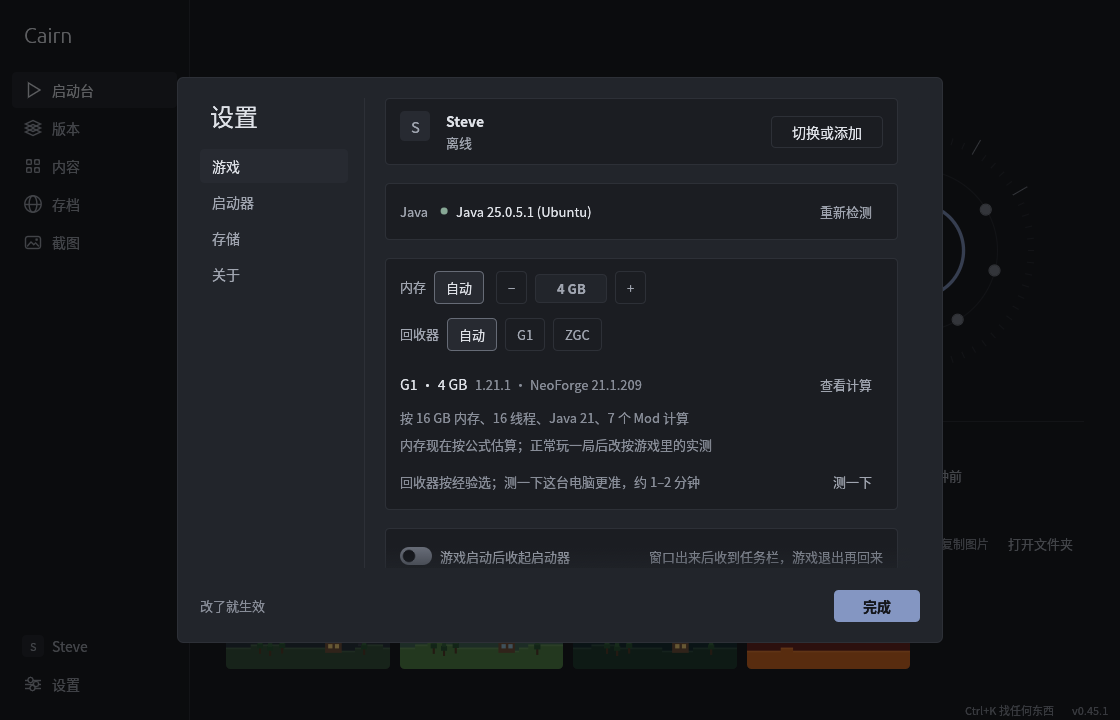 Cairn
启动台
版本
内容
存档
截图
S Steve
设置
设置
游戏
启动器
存储
关于
S
Steve
离线
切换或添加
Java Java 25.0.5.1 (Ubuntu) 重新检测
内存 自动 − 4 GB +
回收器 自动 G1 ZGC
G1 · 4 GB 1.21.1 · NeoForge 21.1.209 查看计算
按 16 GB 内存、16 线程、Java 21、7 个 Mod 计算
内存现在按公式估算；正常玩一局后改按游戏里的实测
回收器按经验选；测一下这台电脑更准，约 1–2 分钟 测一下
游戏启动后收起启动器 窗口出来后收到任务栏，游戏退出再回来
改了就生效 完成
钟前
复制图片 打开文件夹
Ctrl+K 找任何东西 v0.45.1